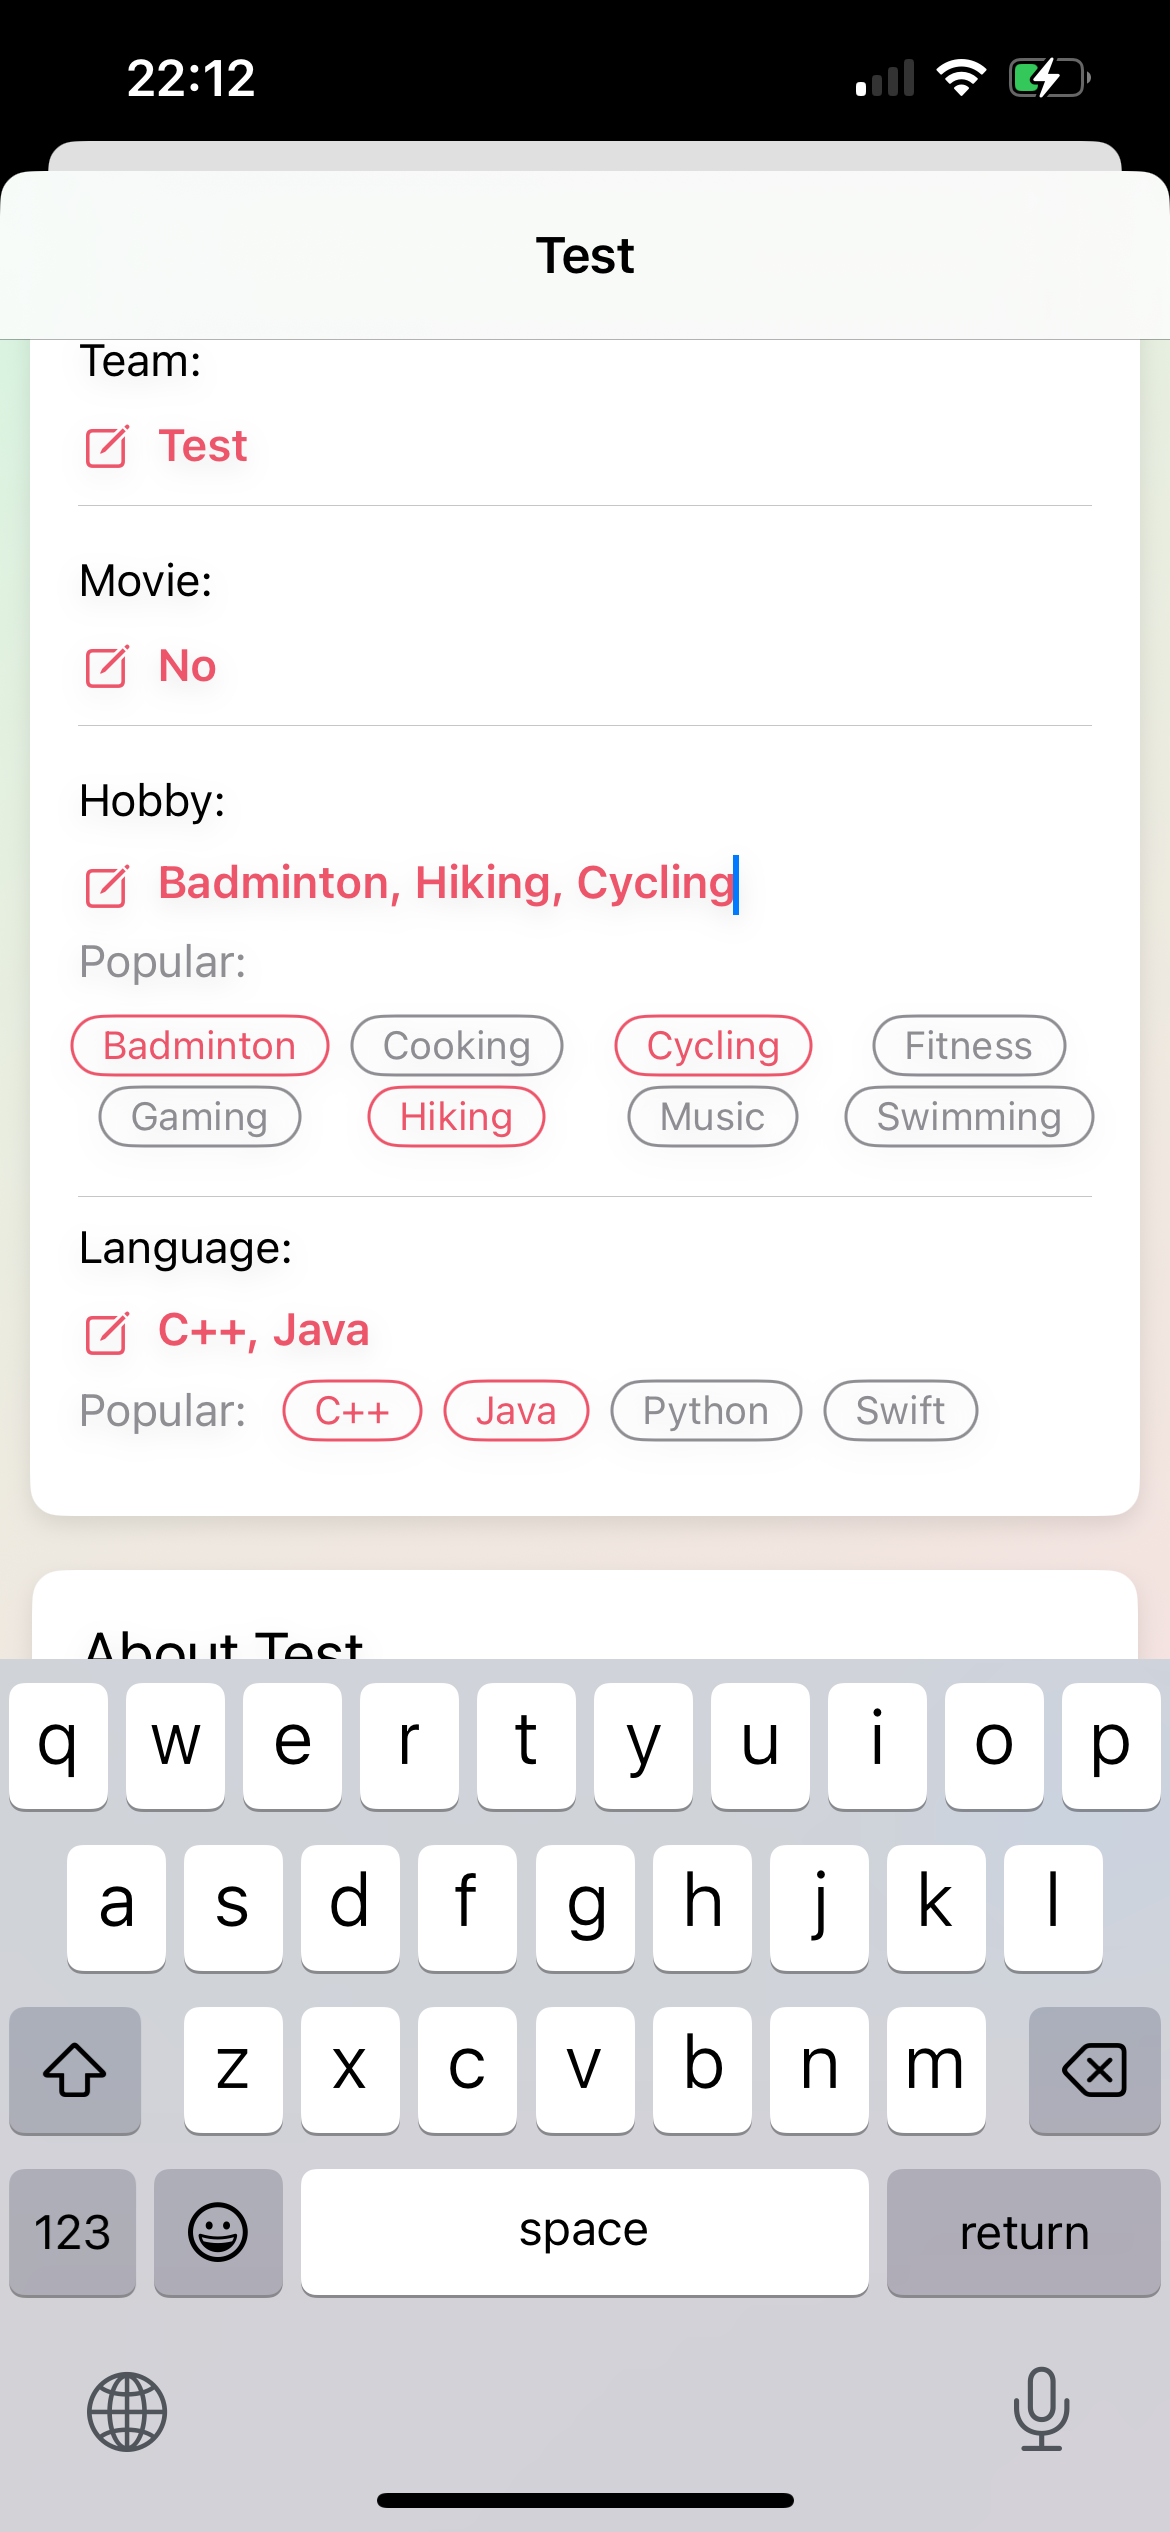 22:12
Test
Team:
Test
Movie:
No
Hobby:
Badminton, Hiking, Cycling
Popular:
Badminton Cooking Cycling Fitness
Gaming Hiking Music Swimming
Language:
C++, Java
Popular: C++ Java Python Swift
About Test
q w e r t y u i o p
a s d f g h j k l
z x c v b n m
123 space return